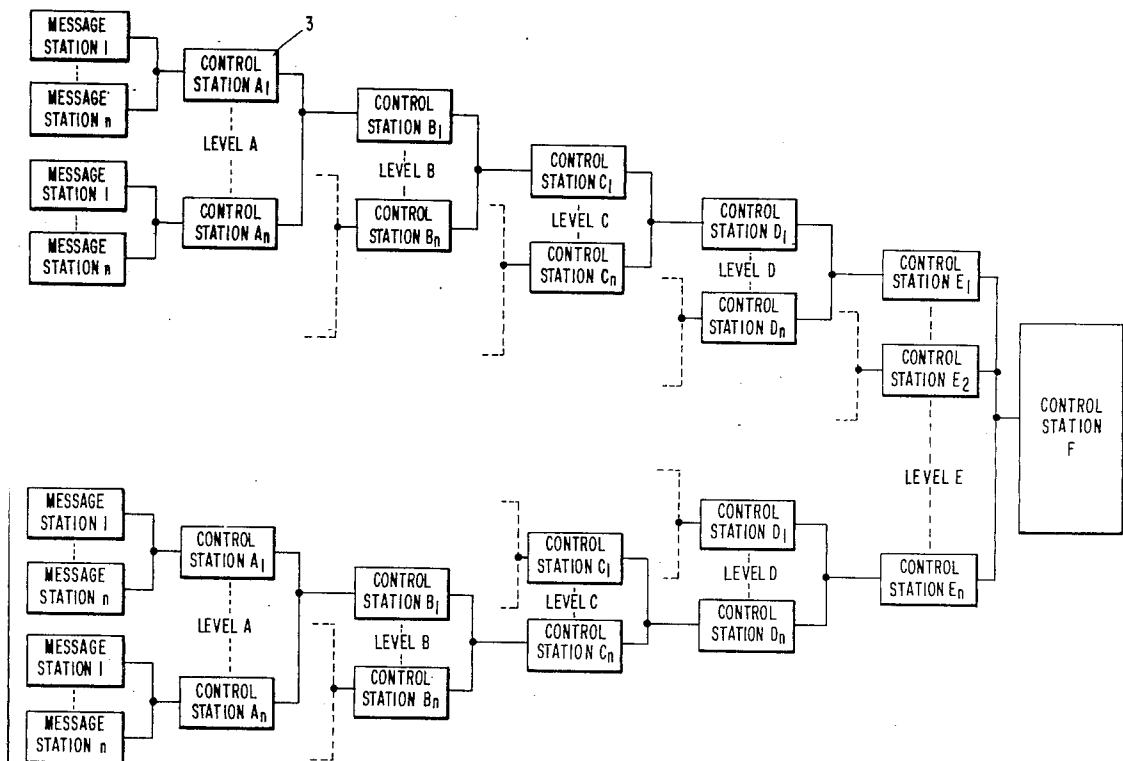 MESSAGE
STATION 1
MESSAGE
STATION n
3
CONTROL
STATION A1
LEVEL A
MESSAGE
STATION 1
MESSAGE
STATION n
CONTROL
STATION An
CONTROL
STATION B1
LEVEL B
CONTROL
STATION Bn
CONTROL
STATION C1
LEVEL C
CONTROL
STATION Cn
CONTROL
STATION D1
LEVEL D
CONTROL
STATION Dn
CONTROL
STATION E1
CONTROL
STATION E2
LEVEL E
CONTROL
STATION En
CONTROL
STATION
F
MESSAGE
STATION 1
MESSAGE
STATION n
CONTROL
STATION A1
LEVEL A
MESSAGE
STATION 1
MESSAGE
STATION n
CONTROL
STATION An
CONTROL
STATION B1
LEVEL B
CONTROL
STATION Bn
CONTROL
STATION C1
LEVEL C
CONTROL
STATION Cn
CONTROL
STATION D1
LEVEL D
CONTROL
STATION Dn